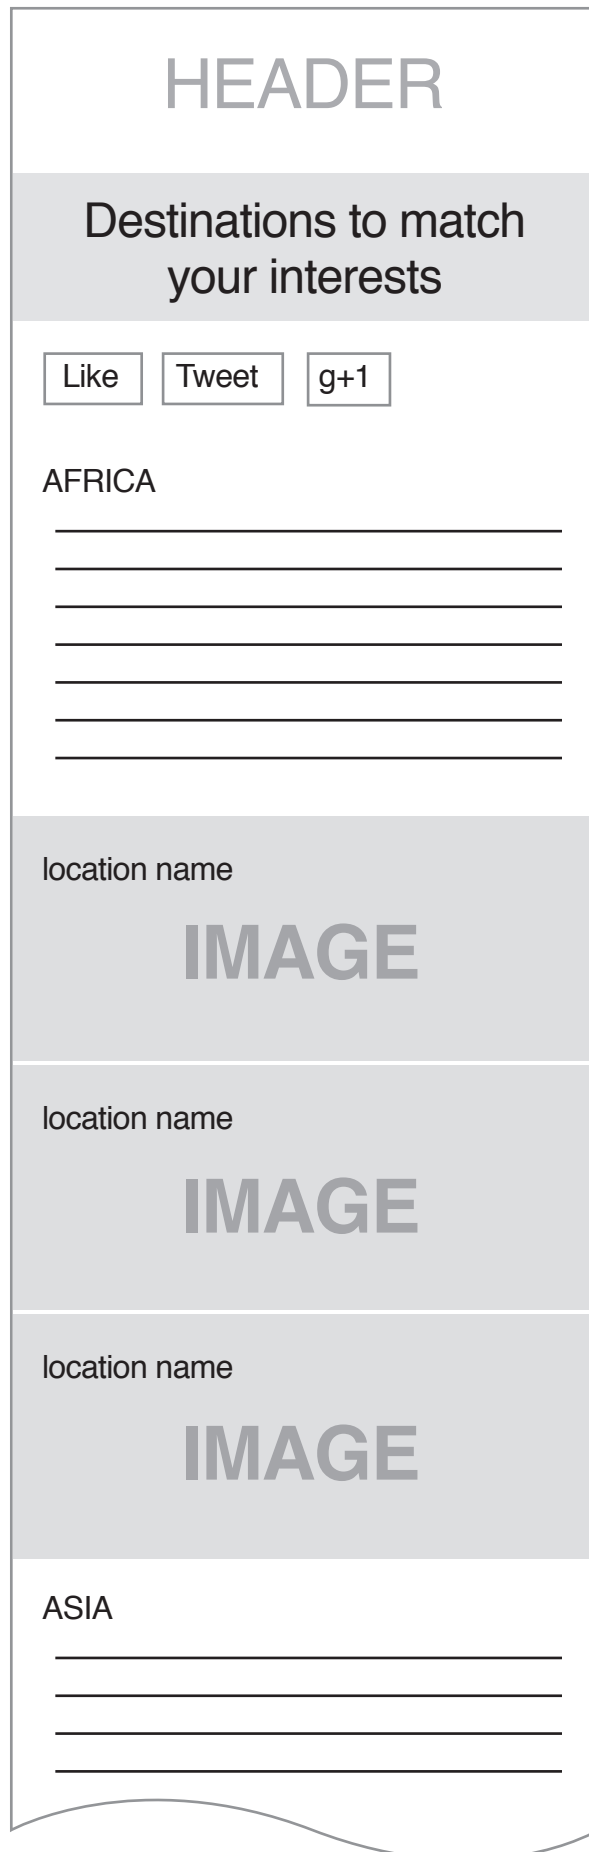 HEADER
Destinations to match
your interests
Like Tweet g+1
AFRICA
location name
IMAGE
location name
IMAGE
location name
IMAGE
ASIA